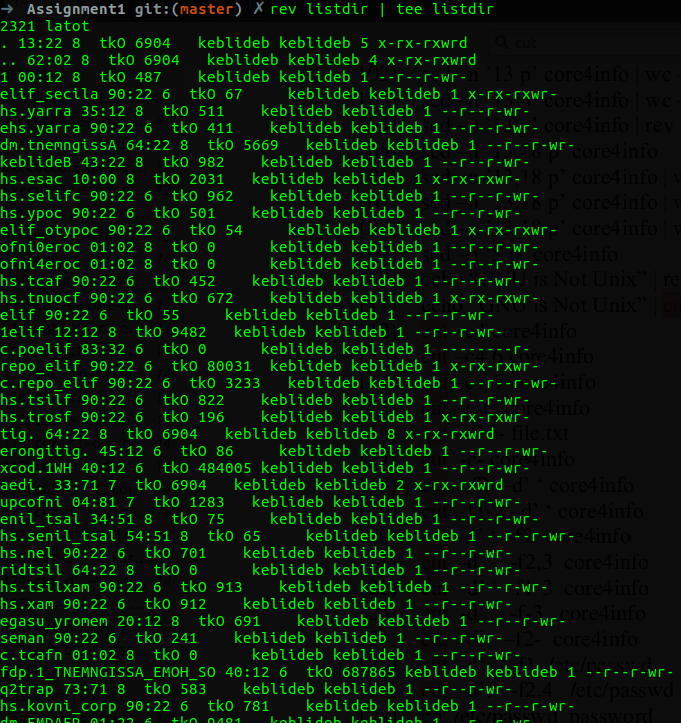 → Assignment1 git:(master) ✗ rev listdir | tee listdir
2321 latot
. 13:22 8  tkO 6904   keblideb keblideb 5 x-rx-rxwrd
.. 62:02 8  tkO 6904   keblideb keblideb 4 x-rx-rxwrd
1 00:12 8  tkO 487    keblideb keblideb 1 --r--r-wr-
elif_secila 90:22 6  tkO 67     keblideb keblideb 1 x-rx-rxwr-
hs.yarra 35:12 8  tkO 511    keblideb keblideb 1 --r--r-wr-
ehs.yarra 90:22 6  tkO 411    keblideb keblideb 1 --r--r-wr-
dm.tnemngissA 64:22 8  tkO 5669   keblideb keblideb 1 --r--r-wr-
keblideB 43:22 8  tkO 982    keblideb keblideb 1 --r--r-wr-
hs.esac 10:00 8  tkO 2031   keblideb keblideb 1 x-rx-rxwr-
hs.selifc 90:22 6  tkO 962    keblideb keblideb 1 --r--r-wr-
hs.ypoc 90:22 6  tkO 501    keblideb keblideb 1 --r--r-wr-
elif_otypoc 90:22 6  tkO 54     keblideb keblideb 1 x-rx-rxwr-
ofni0eroc 01:02 8  tkO 0      keblideb keblideb 1 --r--r-wr-
ofni4eroc 01:02 8  tkO 0      keblideb keblideb 1 --r--r-wr-
hs.tcaf 90:22 6  tkO 452    keblideb keblideb 1 --r--r-wr-
hs.tnuocf 90:22 6  tkO 672    keblideb keblideb 1 --r--r-wr-
elif 90:22 6  tkO 55     keblideb keblideb 1 --r--r-wr-
1elif 12:12 8  tkO 9482   keblideb keblideb 1 --r--r-wr-
c.poelif 83:32 6  tkO 0      keblideb keblideb 1 ----------
repo_elif 90:22 6  tkO 80031  keblideb keblideb 1 x-rx-rxwr-
c.repo_elif 90:22 6  tkO 3233   keblideb keblideb 1 --r--r-wr-
hs.tsilf 90:22 6  tkO 822    keblideb keblideb 1 --r--r-wr-
hs.trosf 90:22 6  tkO 196    keblideb keblideb 1 x-rx-rxwr-
tig. 64:22 8  tkO 6904   keblideb keblideb 8 x-rx-rxwrd
erongitig. 45:12 6  tkO 86     keblideb keblideb 1 --r--r-wr-
xcod.1WH 40:12 6  tkO 484005 keblideb keblideb 1 --r--r-wr-
aedl. 33:71 7  tkO 6904   keblideb keblideb 2 x-rx-rxwrd
upcofni 04:81 7  tkO 1283   keblideb keblideb 1 --r--r-wr-
enil_tsal 34:51 8  tkO 75     keblideb keblideb 1 --r--r-wr-
hs.senil_tsal 54:51 8  tkO 65     keblideb keblideb 1 --r--r-wr-
hs.nel 90:22 6  tkO 701    keblideb keblideb 1 --r--r-wr-
ridtsil 64:22 8  tkO 0      keblideb keblideb 1 --r--r-wr-
hs.tsilxam 90:22 6  tkO 913    keblideb keblideb 1 --r--r-wr-
hs.xam 90:22 6  tkO 912    keblideb keblideb 1 --r--r-wr-
egasu_yromem 20:12 8  tkO 691    keblideb keblideb 1 --r--r-wr-
seman 90:22 6  tkO 241    keblideb keblideb 1 --r--r-wr-
c.tcafn 01:02 8  tkO 0      keblideb keblideb 1 --r--r-wr-
fdp.1_TNEMNGISSA_EMOH_SO 40:12 6  tkO 687865 keblideb keblideb 1 --r--r-wr-
q2trap 73:71 8  tkO 583    keblideb keblideb 1 --r--r-wr-
hs.kovni_corp 90:22 6  tkO 781    keblideb keblideb 1 --r--r-wr-